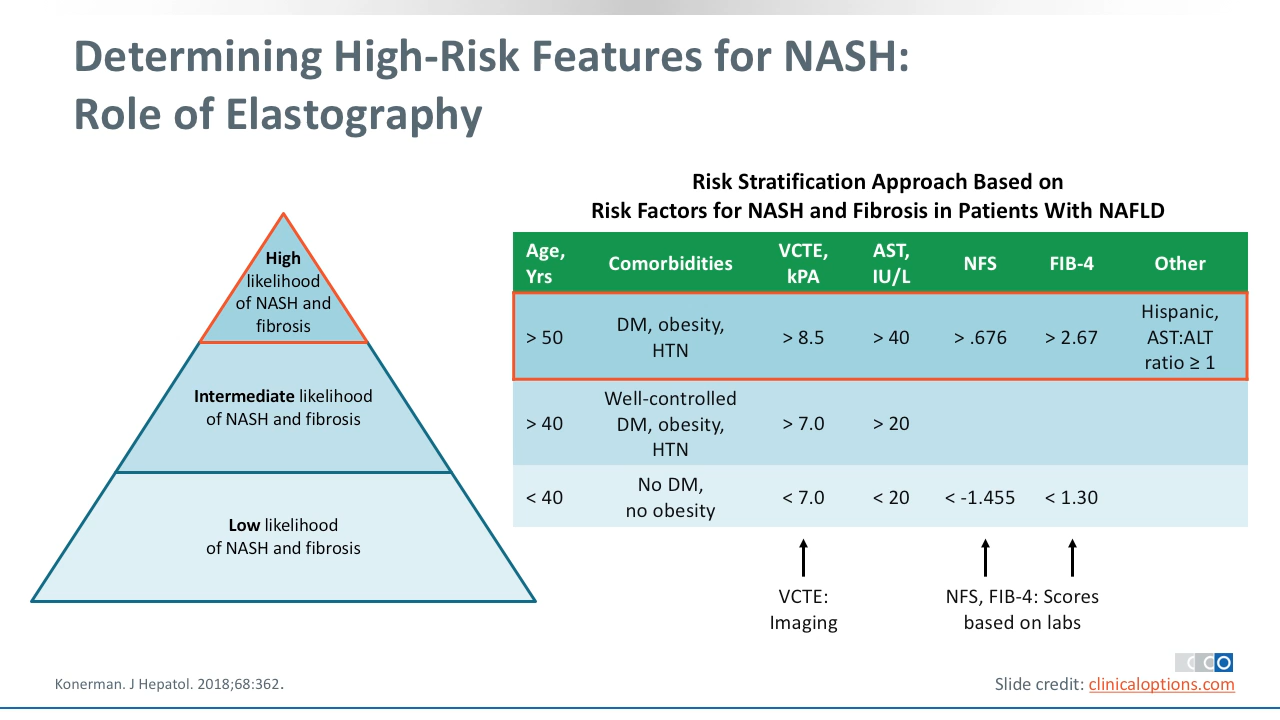 Determining High-Risk Features for NASH:
Role of Elastography
Risk Stratification Approach Based on
Risk Factors for NASH and Fibrosis in Patients With NAFLD
High
likelihood
of NASH and
fibrosis
Intermediate likelihood
of NASH and fibrosis
Low likelihood
of NASH and fibrosis
Age,
Yrs
Comorbidities
VCTE,
kPA
AST,
IU/L
NFS
FIB-4
Other
> 50
DM, obesity,
HTN
> 8.5
> 40
> .676
> 2.67
Hispanic,
AST:ALT
ratio ≥ 1
> 40
Well-controlled
DM, obesity,
HTN
> 7.0
> 20
< 40
No DM,
no obesity
< 7.0
< 20
< -1.455
< 1.30
VCTE:
Imaging
NFS, FIB-4: Scores
based on labs
CCO
Konerman. J Hepatol. 2018;68:362.
Slide credit: clinicaloptions.com